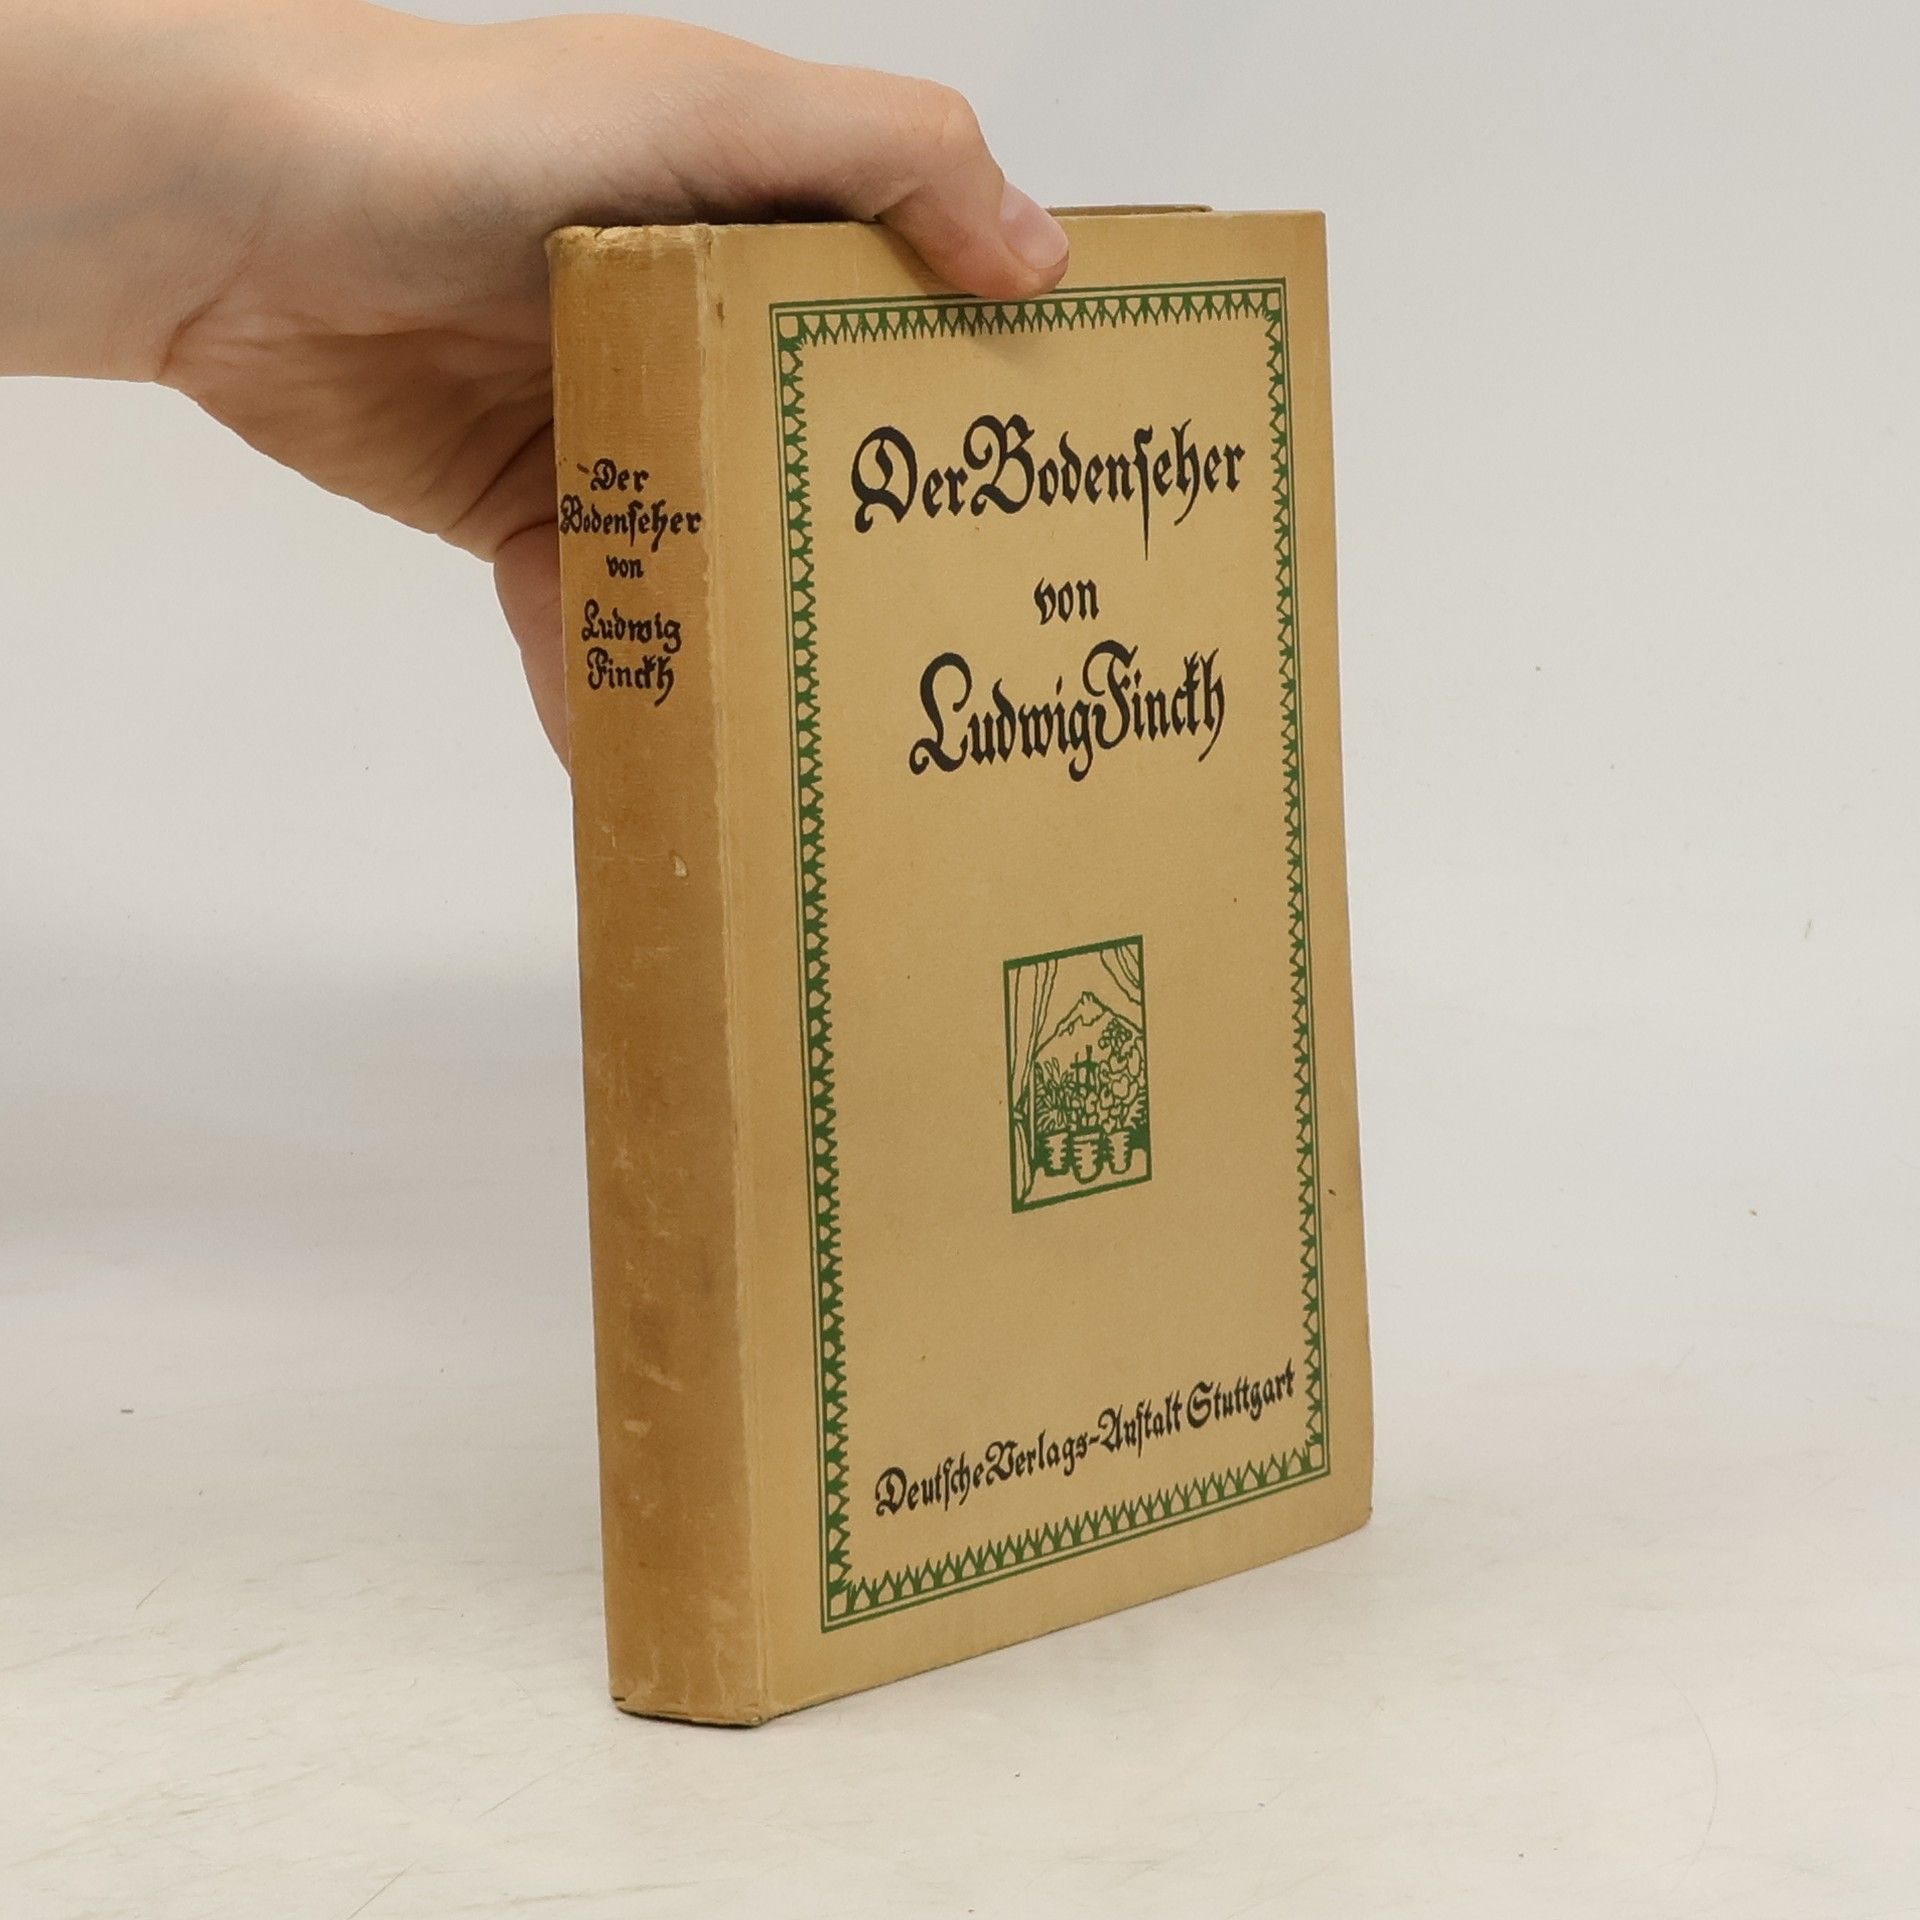 Der
Bodenseher
von
Ludwig
Finckh
Der Bodenseher
von
Ludwig Finckh
Deutsche Verlags-Anstalt Stuttgart